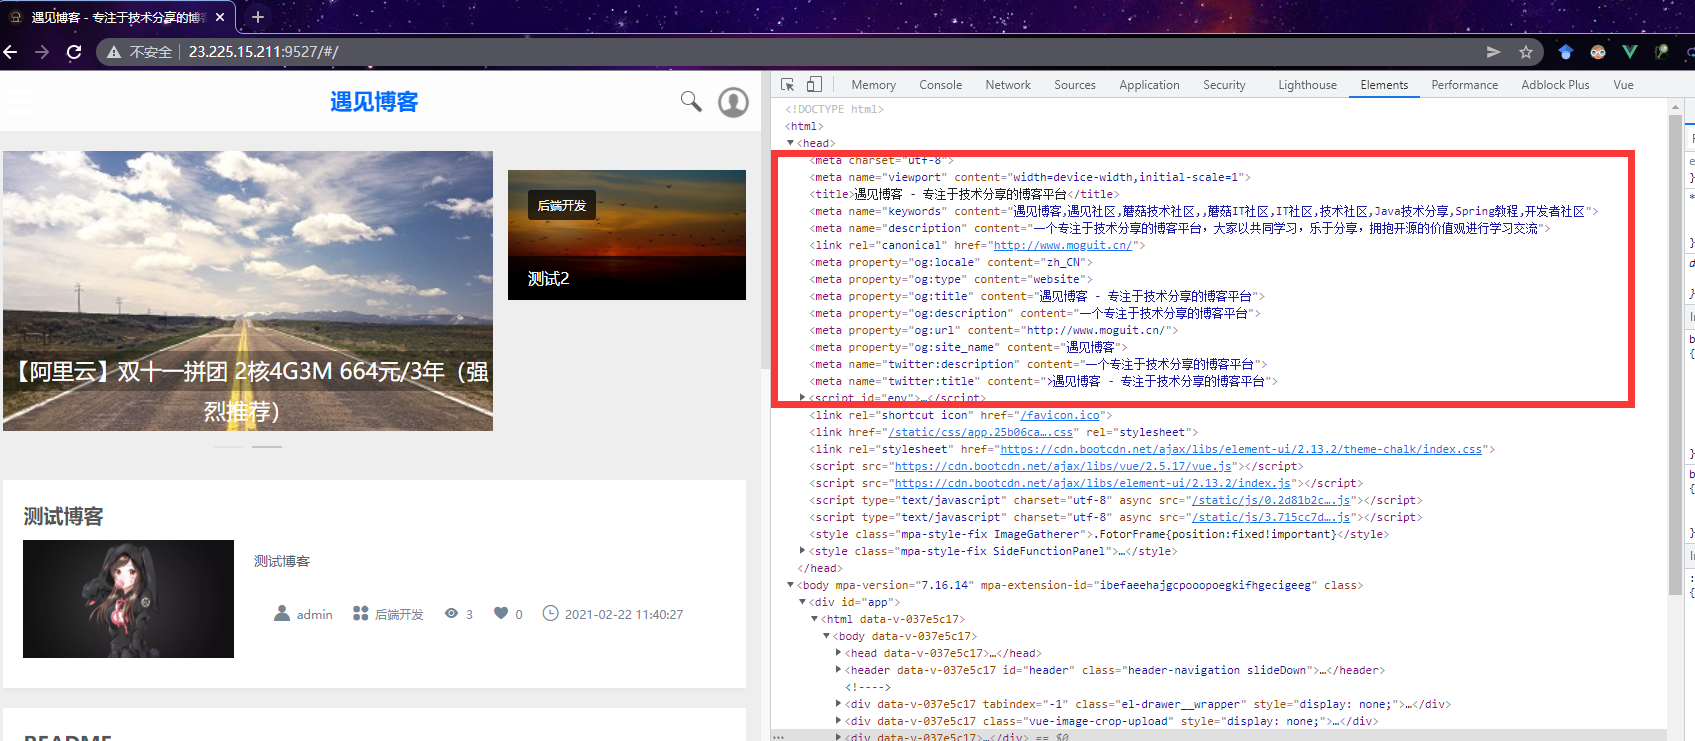 遇见博客 - 专注于技术分享的博
不安全 23.225.15.211:9527/#/
遇见博客
后端开发
测试2
【阿里云】双十一拼团 2核4G3M 664元/3年（强
烈推荐）
测试博客
测试博客
admin 后端开发 3 0 2021-02-22 11:40:27
README
Memory Console Network Sources Application Security Lighthouse Elements Performance Adblock Plus Vue
<!DOCTYPE html>
<html>
<head>
<meta charset="utf-8">
<meta name="viewport" content="width=device-width,initial-scale=1">
<title>遇见博客 - 专注于技术分享的博客平台</title>
<meta name="keywords" content="遇见博客,遇见社区,蘑菇技术社区,,蘑菇IT社区,IT社区,技术社区,Java技术分享,Spring教程,开发者社区">
<meta name="description" content="一个专注于技术分享的博客平台，大家以共同学习，乐于分享，拥抱开源的价值观进行学习交流">
<link rel="canonical" href="http://www.moguit.cn/">
<meta property="og:locale" content="zh_CN">
<meta property="og:type" content="website">
<meta property="og:title" content="遇见博客 - 专注于技术分享的博客平台">
<meta property="og:description" content="一个专注于技术分享的博客平台">
<meta property="og:url" content="http://www.moguit.cn/">
<meta property="og:site_name" content="遇见博客">
<meta name="twitter:description" content="一个专注于技术分享的博客平台">
<meta name="twitter:title" content=">遇见博客 - 专注于技术分享的博客平台">
<script id="env">…</script>
<link rel="shortcut icon" href="/favicon.ico">
<link href="/static/css/app.25b06ca….css" rel="stylesheet">
<link rel="stylesheet" href="https://cdn.bootcdn.net/ajax/libs/element-ui/2.13.2/theme-chalk/index.css">
<script src="https://cdn.bootcdn.net/ajax/libs/vue/2.5.17/vue.js"></script>
<script src="https://cdn.bootcdn.net/ajax/libs/element-ui/2.13.2/index.js"></script>
<script type="text/javascript" charset="utf-8" async src="/static/js/0.2d81b2c….js"></script>
<script type="text/javascript" charset="utf-8" async src="/static/js/3.715cc7d….js"></script>
<style class="mpa-style-fix ImageGatherer">.FotorFrame{position:fixed!important}</style>
<style class="mpa-style-fix SideFunctionPanel">…</style>
</head>
<body mpa-version="7.16.14" mpa-extension-id="ibefaeehajgcpooopoegkifhgecigeeg" class>
<div id="app">
<html data-v-037e5c17>
<body data-v-037e5c17>
<head data-v-037e5c17>…</head>
<header data-v-037e5c17 id="header" class="header-navigation slideDown">…</header>
<!---->
<div data-v-037e5c17 tabindex="-1" class="el-drawer__wrapper" style="display: none;">…</div>
<div data-v-037e5c17 class="vue-image-crop-upload" style="display: none;">…</div>
<div data-v-037e5c17>…</div> == $0